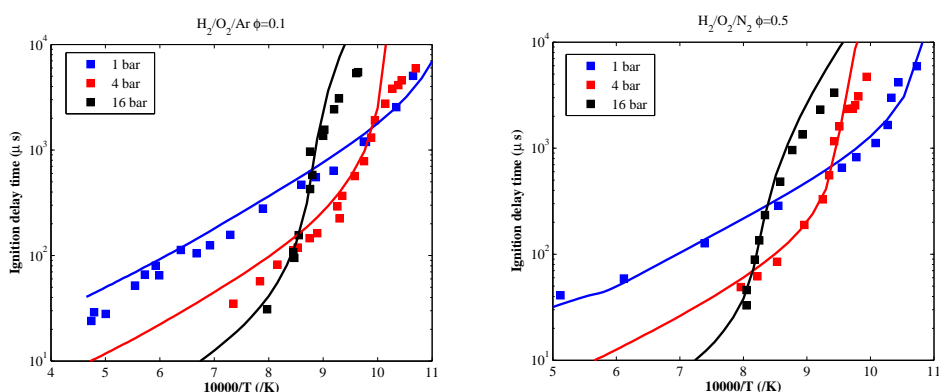 H2/O2/Ar ϕ=0.1
Ignition delay time (μ s)
10^4
10^3
10^2
10^1
1 bar
4 bar
16 bar
4 5 6 7 8 9 10 11
10000/T (/K)
H2/O2/N2 ϕ=0.5
Ignition delay time (μ s)
10^4
10^3
10^2
10^1
1 bar
4 bar
16 bar
5 6 7 8 9 10 11
10000/T (/K)